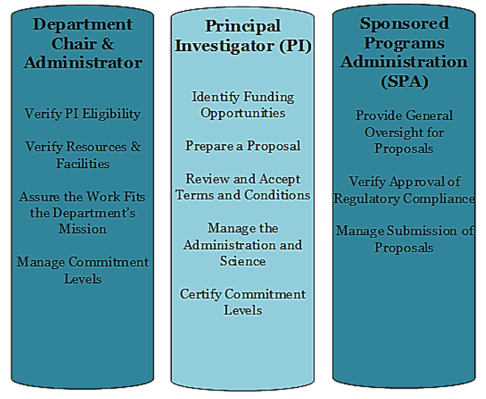 Department
Chair &
Administrator
Verify PI Eligibility
Verify Resources &
Facilities
Assure the Work Fits
the Department's
Mission
Manage Commitment
Levels
Principal
Investigator (PI)
Identify Funding
Opportunities
Prepare a Proposal
Review and Accept
Terms and Conditions
Manage the
Administration and
Science
Certify Commitment
Levels
Sponsored
Programs
Administration
(SPA)
Provide General
Oversight for
Proposals
Verify Approval of
Regulatory Compliance
Manage Submission of
Proposals